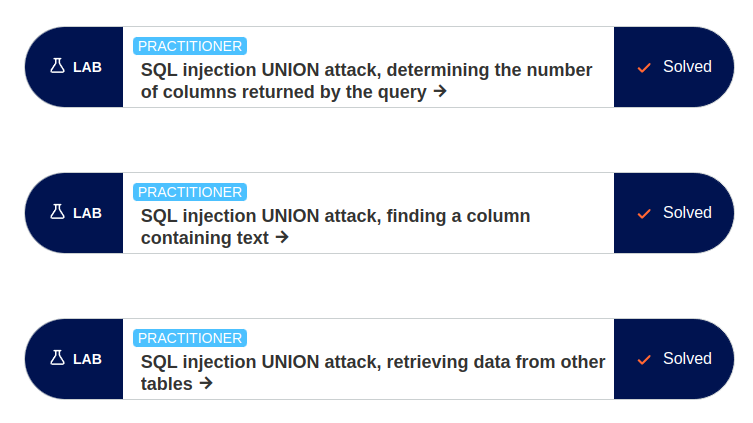 PRACTITIONER
LAB
SQL injection UNION attack, determining the number
of columns returned by the query →
Solved
PRACTITIONER
LAB
SQL injection UNION attack, finding a column
containing text →
Solved
PRACTITIONER
LAB
SQL injection UNION attack, retrieving data from other
tables →
Solved